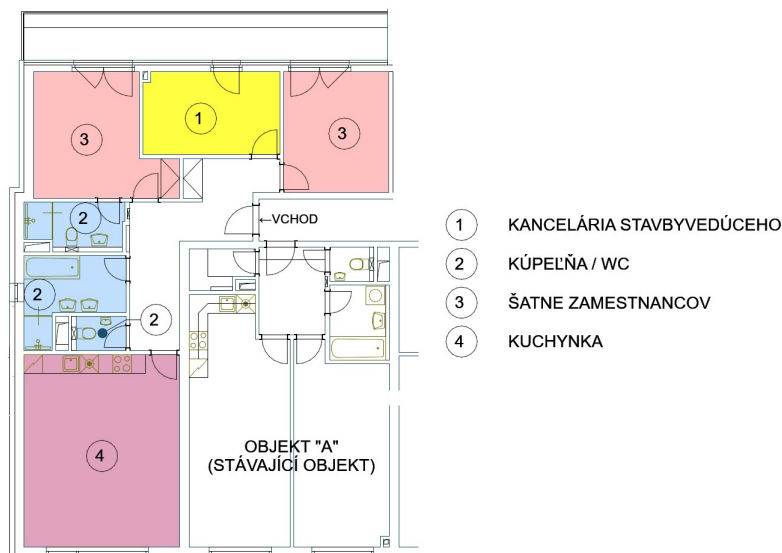 1
3
3
2
VCHOD
2
2
4
OBJEKT "A"
(STÁVAJÍCÍ OBJEKT)
1 KANCELÁRIA STAVBYVEDÚCEHO
2 KÚPEĽŇA / WC
3 ŠATNE ZAMESTNANCOV
4 KUCHYNKA